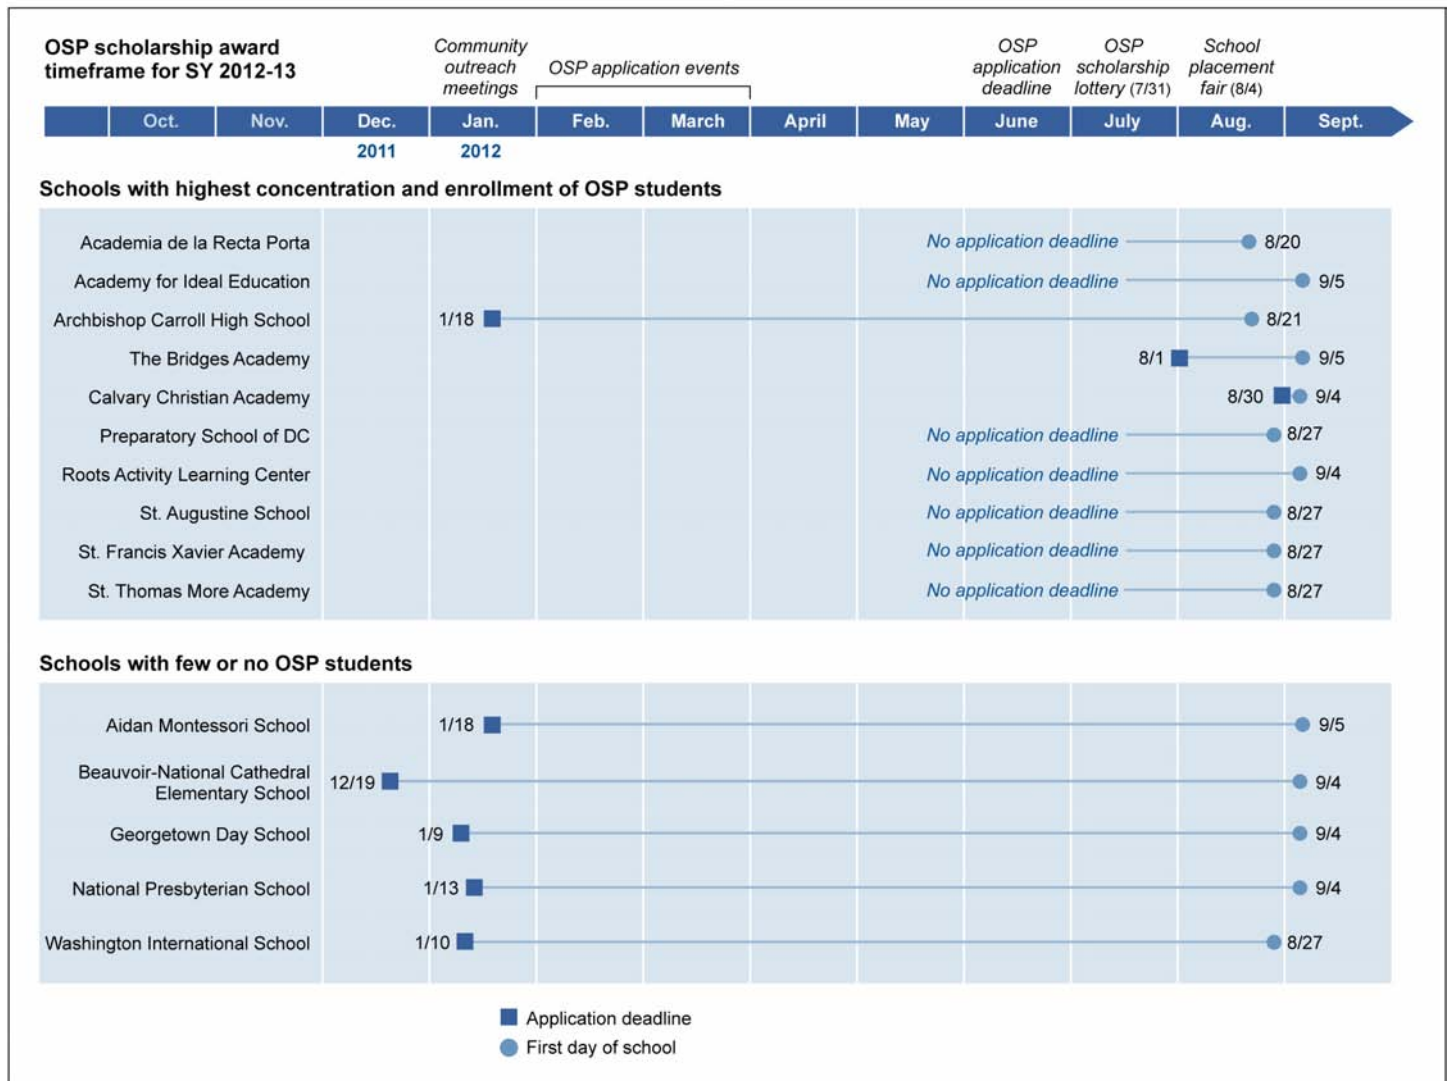 OSP scholarship award
timeframe for SY 2012-13
Community
outreach
meetings
OSP application events
OSP
application
deadline
OSP
scholarship
lottery (7/31)
School
placement
fair (8/4)
Oct. Nov. Dec. Jan. Feb. March April May June July Aug. Sept.
2011 2012
Schools with highest concentration and enrollment of OSP students
Academia de la Recta Porta No application deadline 8/20
Academy for Ideal Education No application deadline 9/5
Archbishop Carroll High School 1/18 8/21
The Bridges Academy 8/1 9/5
Calvary Christian Academy 8/30 9/4
Preparatory School of DC No application deadline 8/27
Roots Activity Learning Center No application deadline 9/4
St. Augustine School No application deadline 8/27
St. Francis Xavier Academy No application deadline 8/27
St. Thomas More Academy No application deadline 8/27
Schools with few or no OSP students
Aidan Montessori School 1/18 9/5
Beauvoir-National Cathedral
Elementary School 12/19 9/4
Georgetown Day School 1/9 9/4
National Presbyterian School 1/13 9/4
Washington International School 1/10 8/27
Application deadline
First day of school